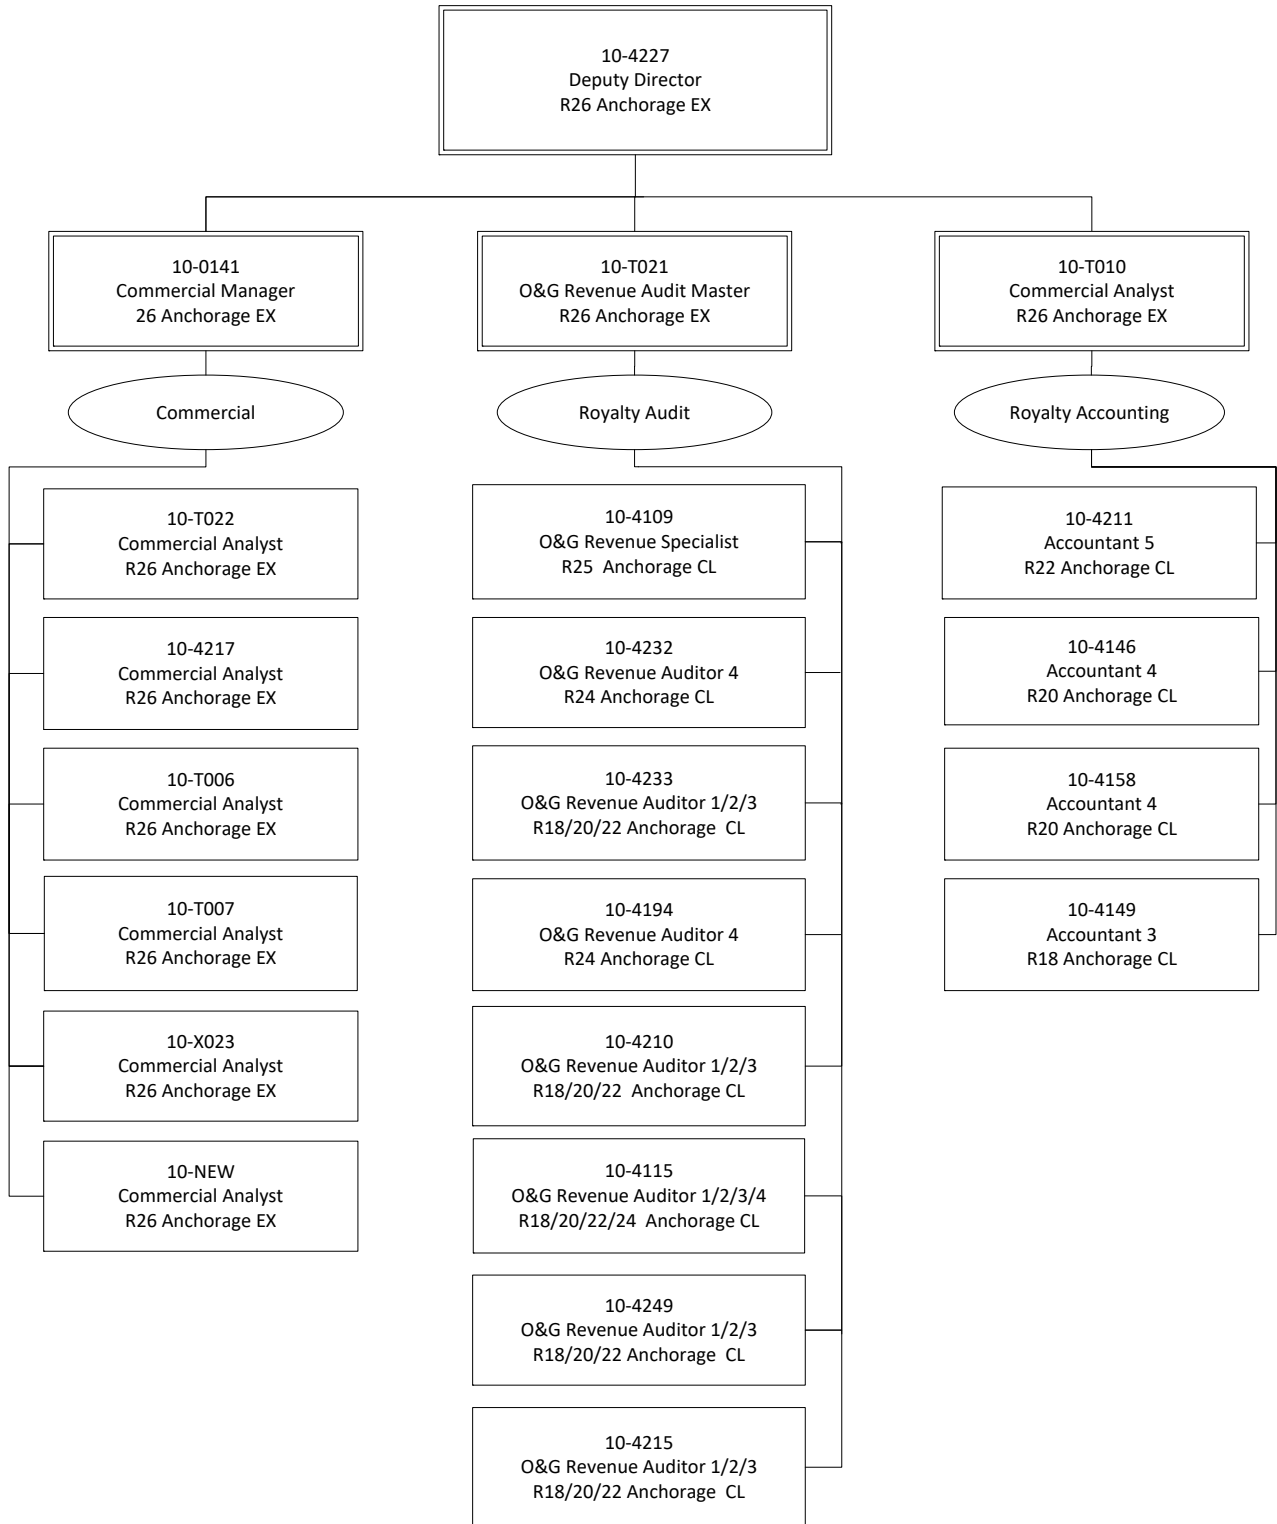 10-4227
Deputy Director
R26 Anchorage EX
10-0141
Commercial Manager
26 Anchorage EX
10-T021
O&G Revenue Audit Master
R26 Anchorage EX
10-T010
Commercial Analyst
R26 Anchorage EX
Commercial
Royalty Audit
Royalty Accounting
10-T022
Commercial Analyst
R26 Anchorage EX
10-4217
Commercial Analyst
R26 Anchorage EX
10-T006
Commercial Analyst
R26 Anchorage EX
10-T007
Commercial Analyst
R26 Anchorage EX
10-X023
Commercial Analyst
R26 Anchorage EX
10-NEW
Commercial Analyst
R26 Anchorage EX
10-4109
O&G Revenue Specialist
R25  Anchorage CL
10-4232
O&G Revenue Auditor 4
R24 Anchorage CL
10-4233
O&G Revenue Auditor 1/2/3
R18/20/22 Anchorage  CL
10-4194
O&G Revenue Auditor 4
R24 Anchorage CL
10-4210
O&G Revenue Auditor 1/2/3
R18/20/22  Anchorage CL
10-4115
O&G Revenue Auditor 1/2/3/4
R18/20/22/24  Anchorage CL
10-4249
O&G Revenue Auditor 1/2/3
R18/20/22 Anchorage  CL
10-4215
O&G Revenue Auditor 1/2/3
R18/20/22 Anchorage  CL
10-4211
Accountant 5
R22 Anchorage CL
10-4146
Accountant 4
R20 Anchorage CL
10-4158
Accountant 4
R20 Anchorage CL
10-4149
Accountant 3
R18 Anchorage CL